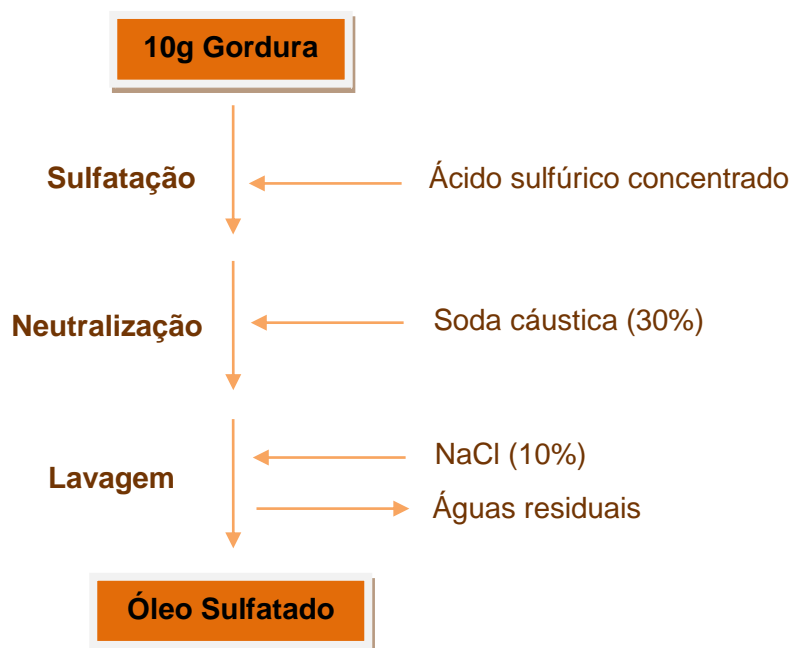 10g Gordura
Sulfatação
Ácido sulfúrico concentrado
Neutralização
Soda cáustica (30%)
NaCl (10%)
Lavagem
Águas residuais
Óleo Sulfatado